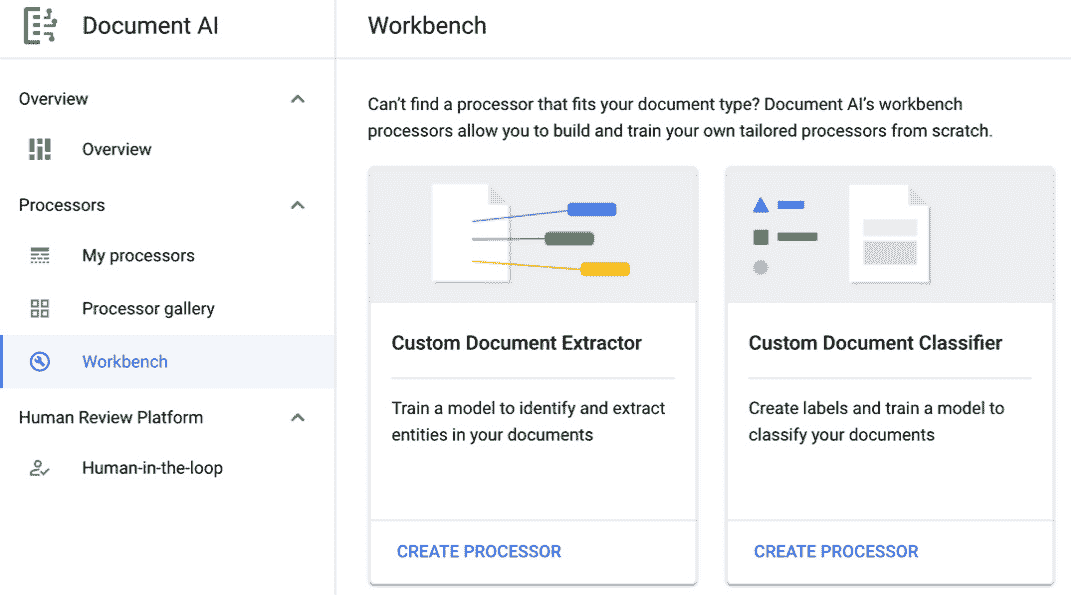 Document AI
Overview
Overview
Processors
My processors
Processor gallery
Workbench
Human Review Platform
Human-in-the-loop
Workbench
Can't find a processor that fits your document type? Document AI's workbench
processors allow you to build and train your own tailored processors from scratch.
Custom Document Extractor
Train a model to identify and extract
entities in your documents
CREATE PROCESSOR
Custom Document Classifier
Create labels and train a model to
classify your documents
CREATE PROCESSOR